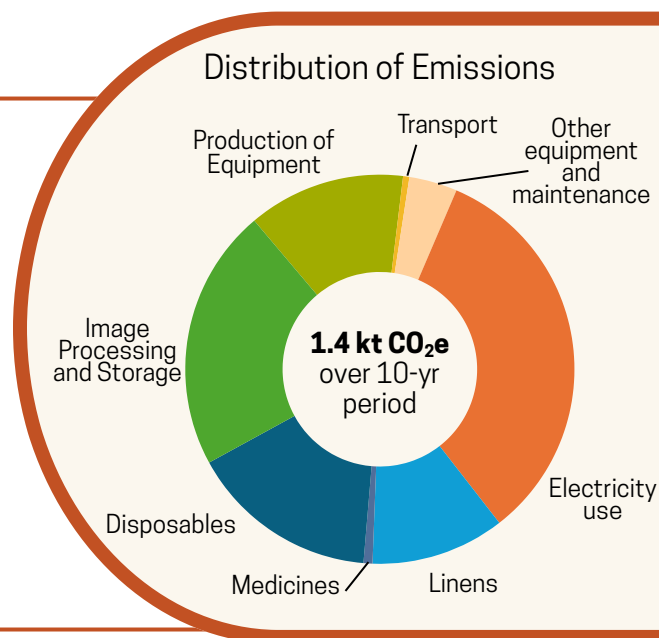 Distribution of Emissions
Transport
Other
equipment
and
maintenance
Production of
Equipment
Image
Processing
and Storage
1.4 kt CO₂e
over 10-yr
period
Electricity
use
Disposables
Medicines
Linens